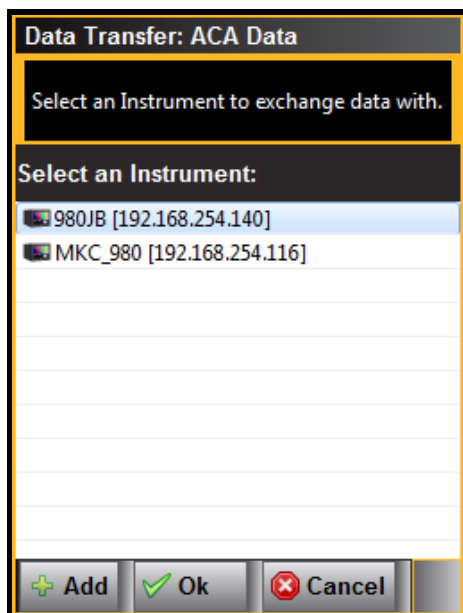 Data Transfer: ACA Data
Select an Instrument to exchange data with.
Select an Instrument:
980JB [192.168.254.140]
MKC_980 [192.168.254.116]
Add Ok Cancel